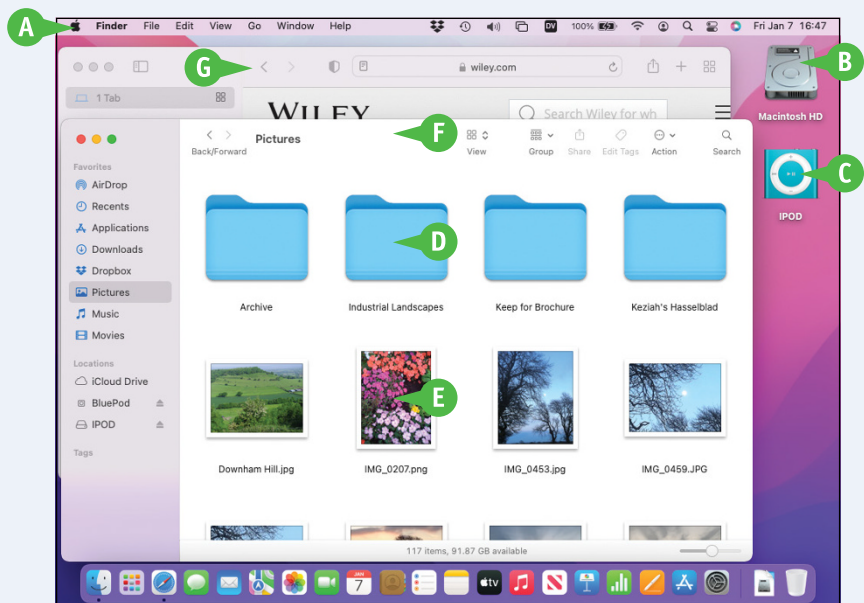 A
Finder File Edit View Go Window Help DV 100% Fri Jan 7 16:47
G
wiley.com
B
1 Tab
WILEY
Search Wiley for wh
Macintosh HD
F
Back/Forward
Pictures
View
Group
Share
Edit Tags
Action
Search
C
IPOD
Favorites
AirDrop
Recents
Applications
Downloads
Dropbox
Pictures
Music
Movies
Locations
iCloud Drive
BluePod
IPOD
Tags
D
Archive
Industrial Landscapes
Keep for Brochure
Keziah's Hasselblad
E
Downham Hill.jpg
IMG_0207.png
IMG_0453.jpg
IMG_0459.JPG
117 items, 91.87 GB available
JAN
7
tv